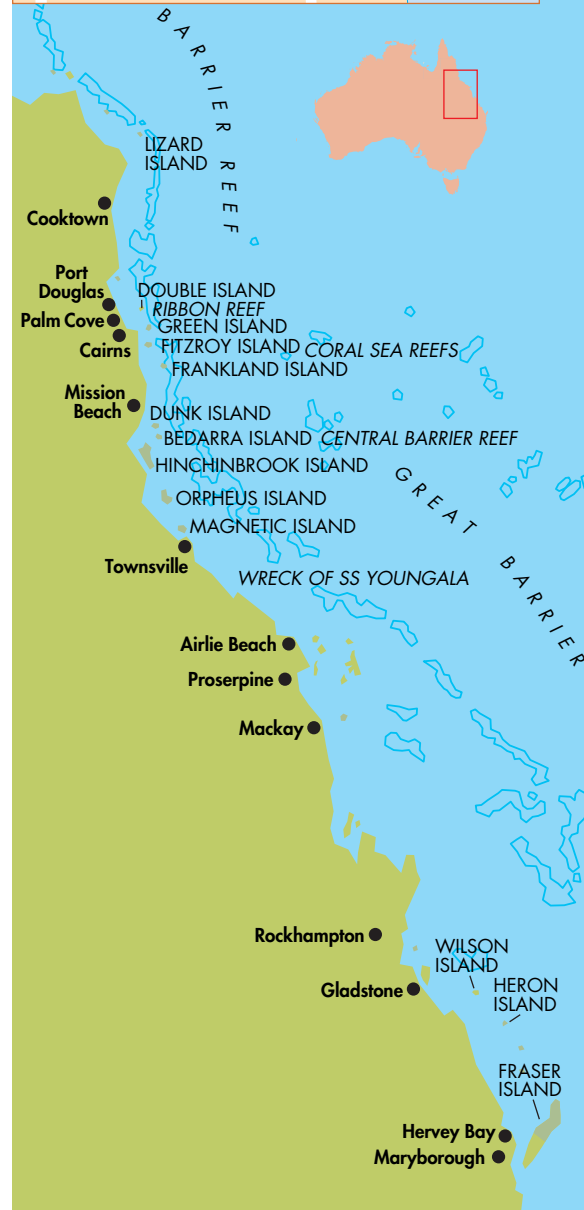 BARRIER REEF
LIZARD
ISLAND
Cooktown
Port
Douglas
DOUBLE ISLAND
RIBBON REEF
Palm Cove
GREEN ISLAND
Cairns
FITZROY ISLAND
CORAL SEA REEFS
FRANKLAND ISLAND
Mission
Beach
DUNK ISLAND
BEDARRA ISLAND
CENTRAL BARRIER REEF
HINCHINBROOK ISLAND
GREAT BARRIER
ORPHEUS ISLAND
MAGNETIC ISLAND
Townsville
WRECK OF SS YOUNGALA
Airlie Beach
Proserpine
Mackay
Rockhampton
WILSON
ISLAND
Gladstone
HERON
ISLAND
FRASER
ISLAND
Hervey Bay
Maryborough